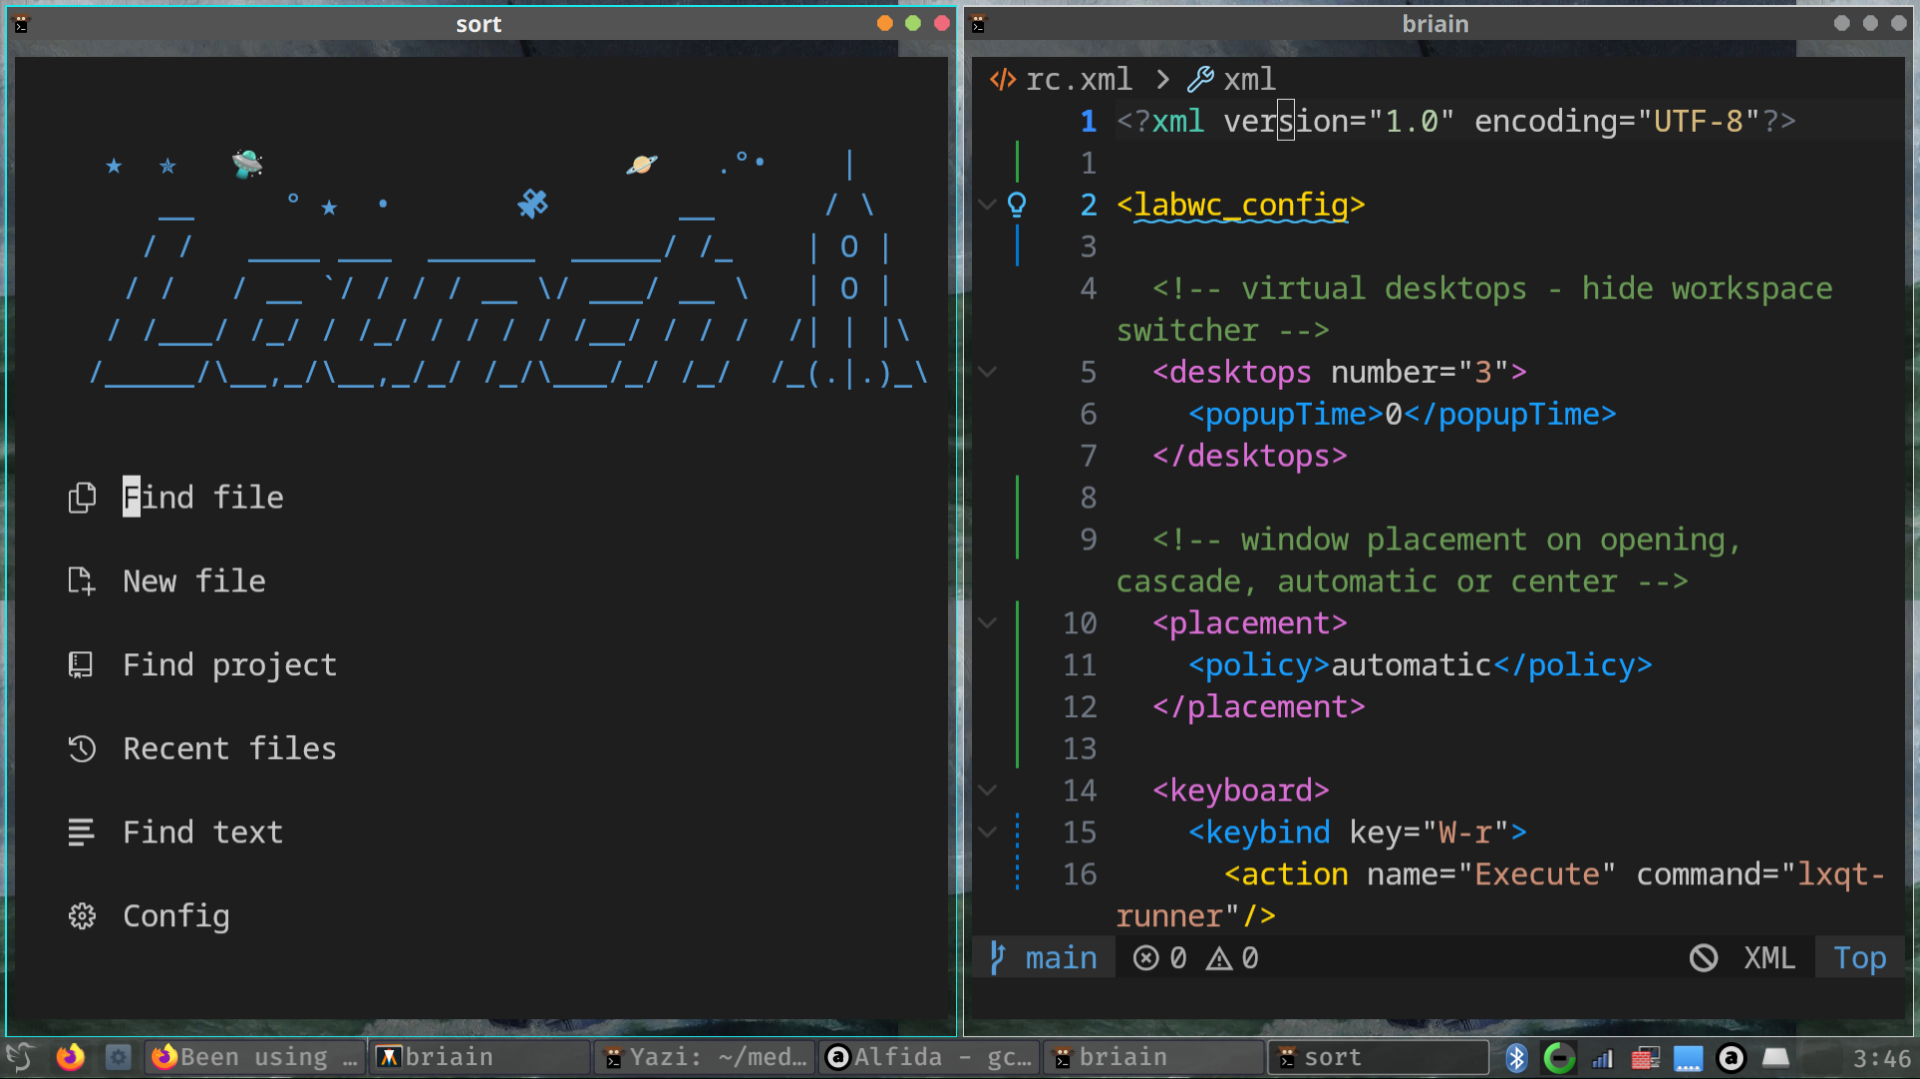 sort
Find file
New file
Find project
Recent files
Find text
Config
briain
rc.xml > xml
1 <?xml version="1.0" encoding="UTF-8"?>
1
2 <labwc_config>
3
4 <!-- virtual desktops - hide workspace
switcher -->
5 <desktops number="3">
6 <popupTime>0</popupTime>
7 </desktops>
8
9 <!-- window placement on opening,
cascade, automatic or center -->
10 <placement>
11 <policy>automatic</policy>
12 </placement>
13
14 <keyboard>
15 <keybind key="W-r">
16 <action name="Execute" command="lxqt-
runner"/>
main 0 0 XML Top
Been using … briain Yazi: ~/med… a Alfida - gc… briain sort a 3:46